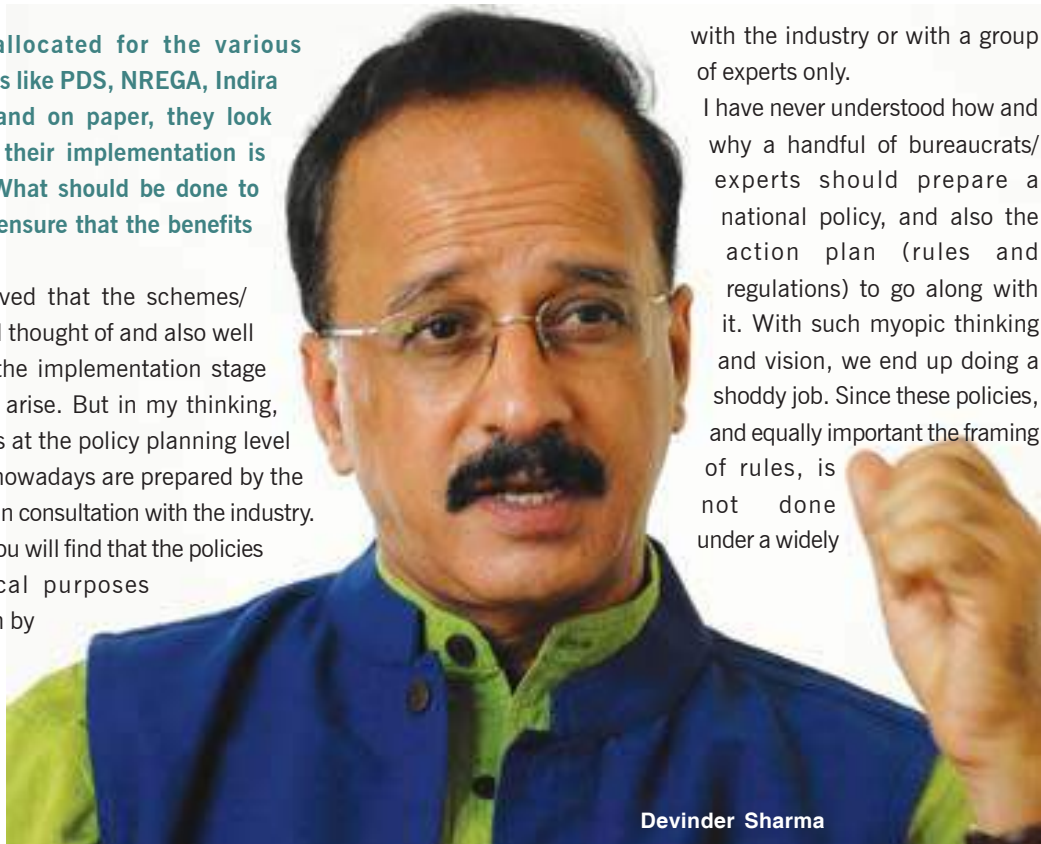 allocated for the various
s like PDS, NREGA, Indira
and on paper, they look
their implementation is
What should be done to
ensure that the benefits
ved that the schemes/
thought of and also well
the implementation stage
arise. But in my thinking,
s at the policy planning level
nowadays are prepared by the
n consultation with the industry.
ou will find that the policies
cal purposes
by
with the industry or with a group
of experts only.
I have never understood how and
why a handful of bureaucrats/
experts should prepare a
national policy, and also the
action plan (rules and
regulations) to go along with
it. With such myopic thinking
and vision, we end up doing a
shoddy job. Since these policies,
and equally important the framing
of rules, is
not done
under a widely
Devinder Sharma